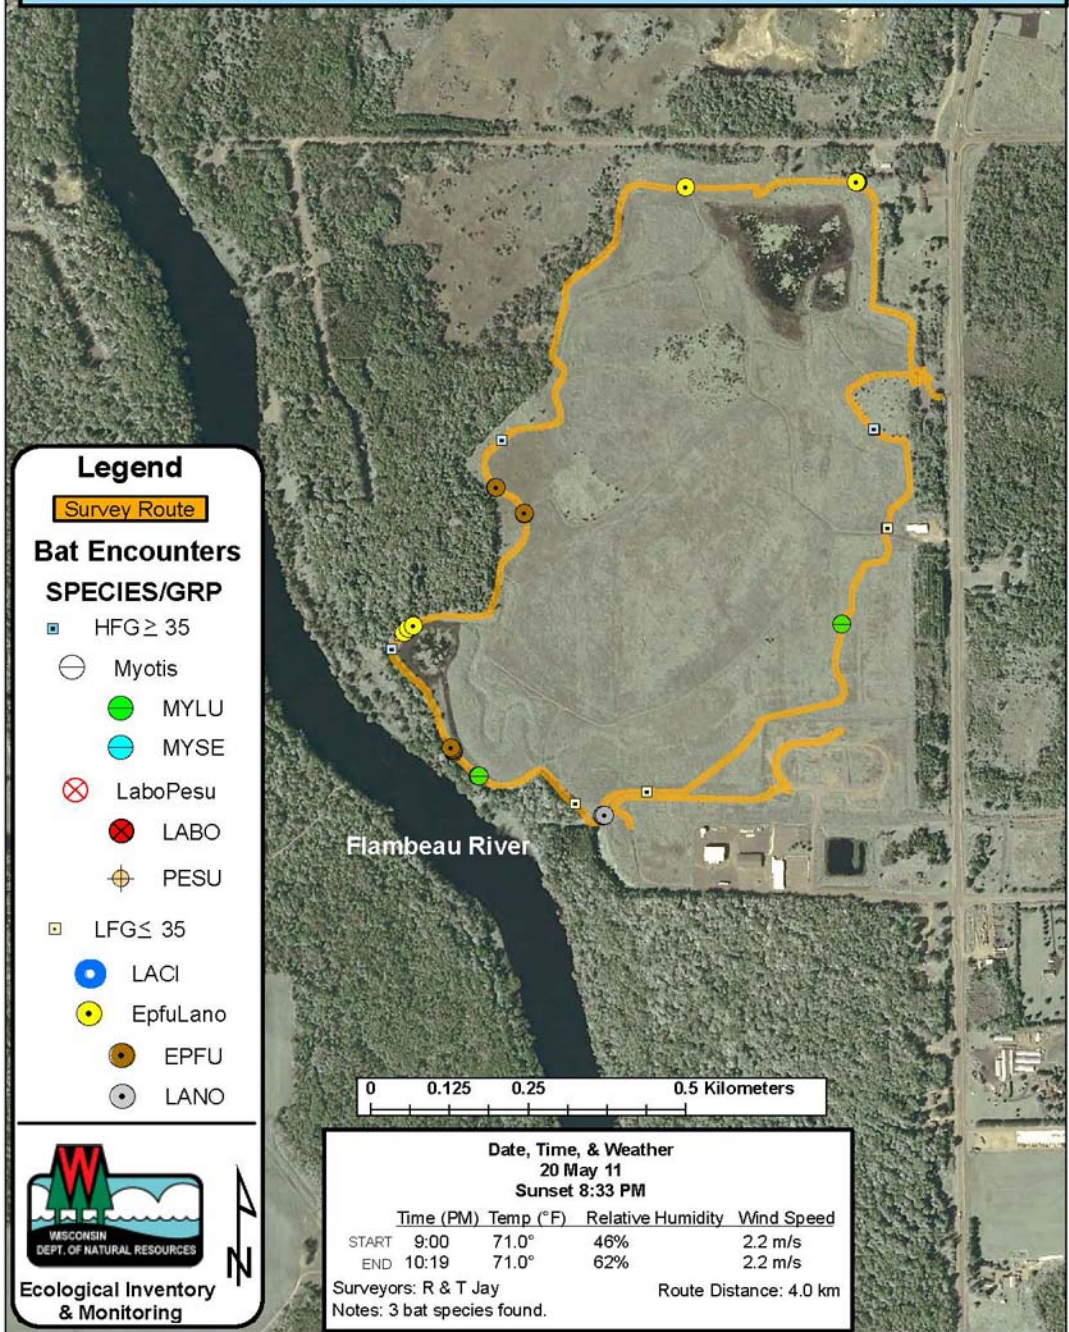 Legend
Survey Route
Bat Encounters
SPECIES/GRP
HFG ≥ 35
Myotis
MYLU
MYSE
LaboPesu
LABO
PESU
LFG ≤ 35
LACI
EpfuLano
EPFU
LANO
W
WISCONSIN
DEPT. OF NATURAL RESOURCES
N
Ecological Inventory
& Monitoring
Flambeau River
0 0.125 0.25 0.5 Kilometers
Date, Time, & Weather
20 May 11
Sunset 8:33 PM
Time (PM) Temp (°F) Relative Humidity Wind Speed
START 9:00 71.0° 46% 2.2 m/s
END 10:19 71.0° 62% 2.2 m/s
Surveyors: R & T Jay Route Distance: 4.0 km
Notes: 3 bat species found.